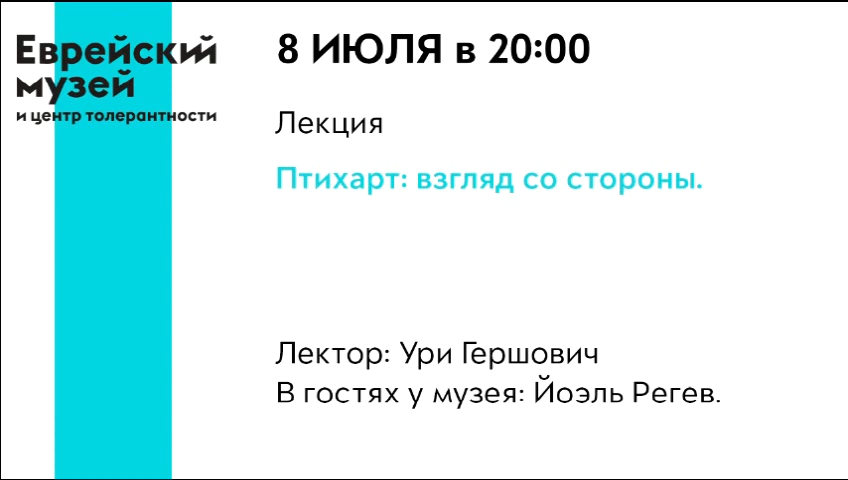 Еврейский
музей
и центр толерантности
8 ИЮЛЯ в 20:00
Лекция
Птихарт: взгляд со стороны.
Лектор: Ури Гершович
В гостях у музея: Йоэль Регев.